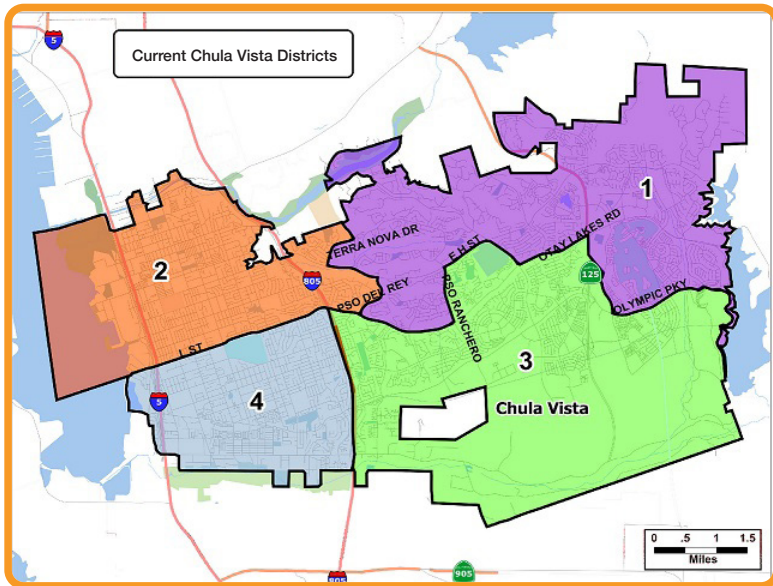 5
Current Chula Vista Districts
1
TERRA NOVA DR
E H ST
OTAY LAKES RD
2
805
125
PSO DEL REY
PSO RANCHERO
OLYMPIC PKY
L ST
3
4
5
Chula Vista
0 .5 1 1.5
Miles
805
905